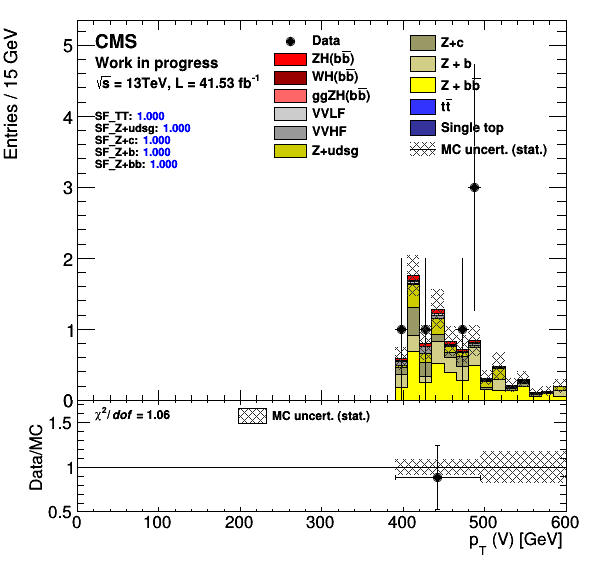 CMS
Work in progress
√s = 13TeV, L = 41.53 fb⁻¹
SF_TT: 1.000
SF_Z+udsg: 1.000
SF_Z+c: 1.000
SF_Z+b: 1.000
SF_Z+bb: 1.000
Data
ZH(bb̅)
WH(bb̅)
ggZH(bb̅)
VVLF
VVHF
Z+udsg
Z+c
Z + b
Z + bb̅
tt̅
Single top
MC uncert. (stat.)
Entries / 15 GeV
5
4
3
2
1
0
χ²/dof = 1.06
MC uncert. (stat.)
Data/MC
1.5
1
0.5
0 100 200 300 400 500 600
p_T (V) [GeV]